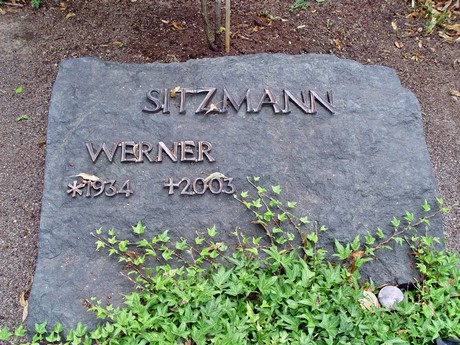 SITZMANN
WERNER
*1934 +2003